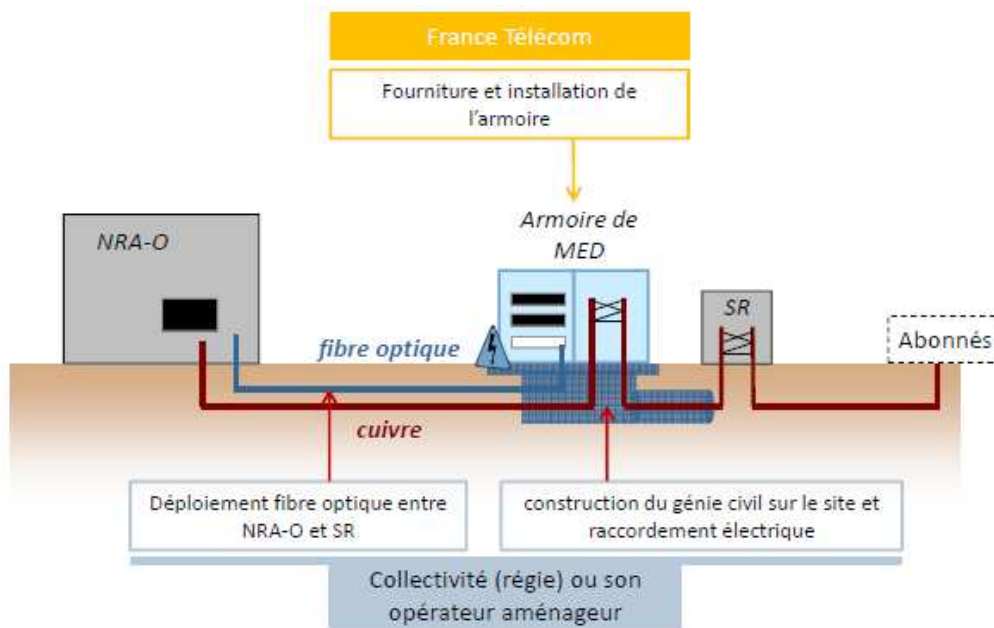 France Télécom
Fourniture et installation de
l'armoire
Armoire de
MED
NRA-O
SR
Abonnés
fibre optique
cuivre
Déploiement fibre optique entre
NRA-O et SR
construction du génie civil sur le site et
raccordement électrique
Collectivité (régie) ou son
opérateur aménageur